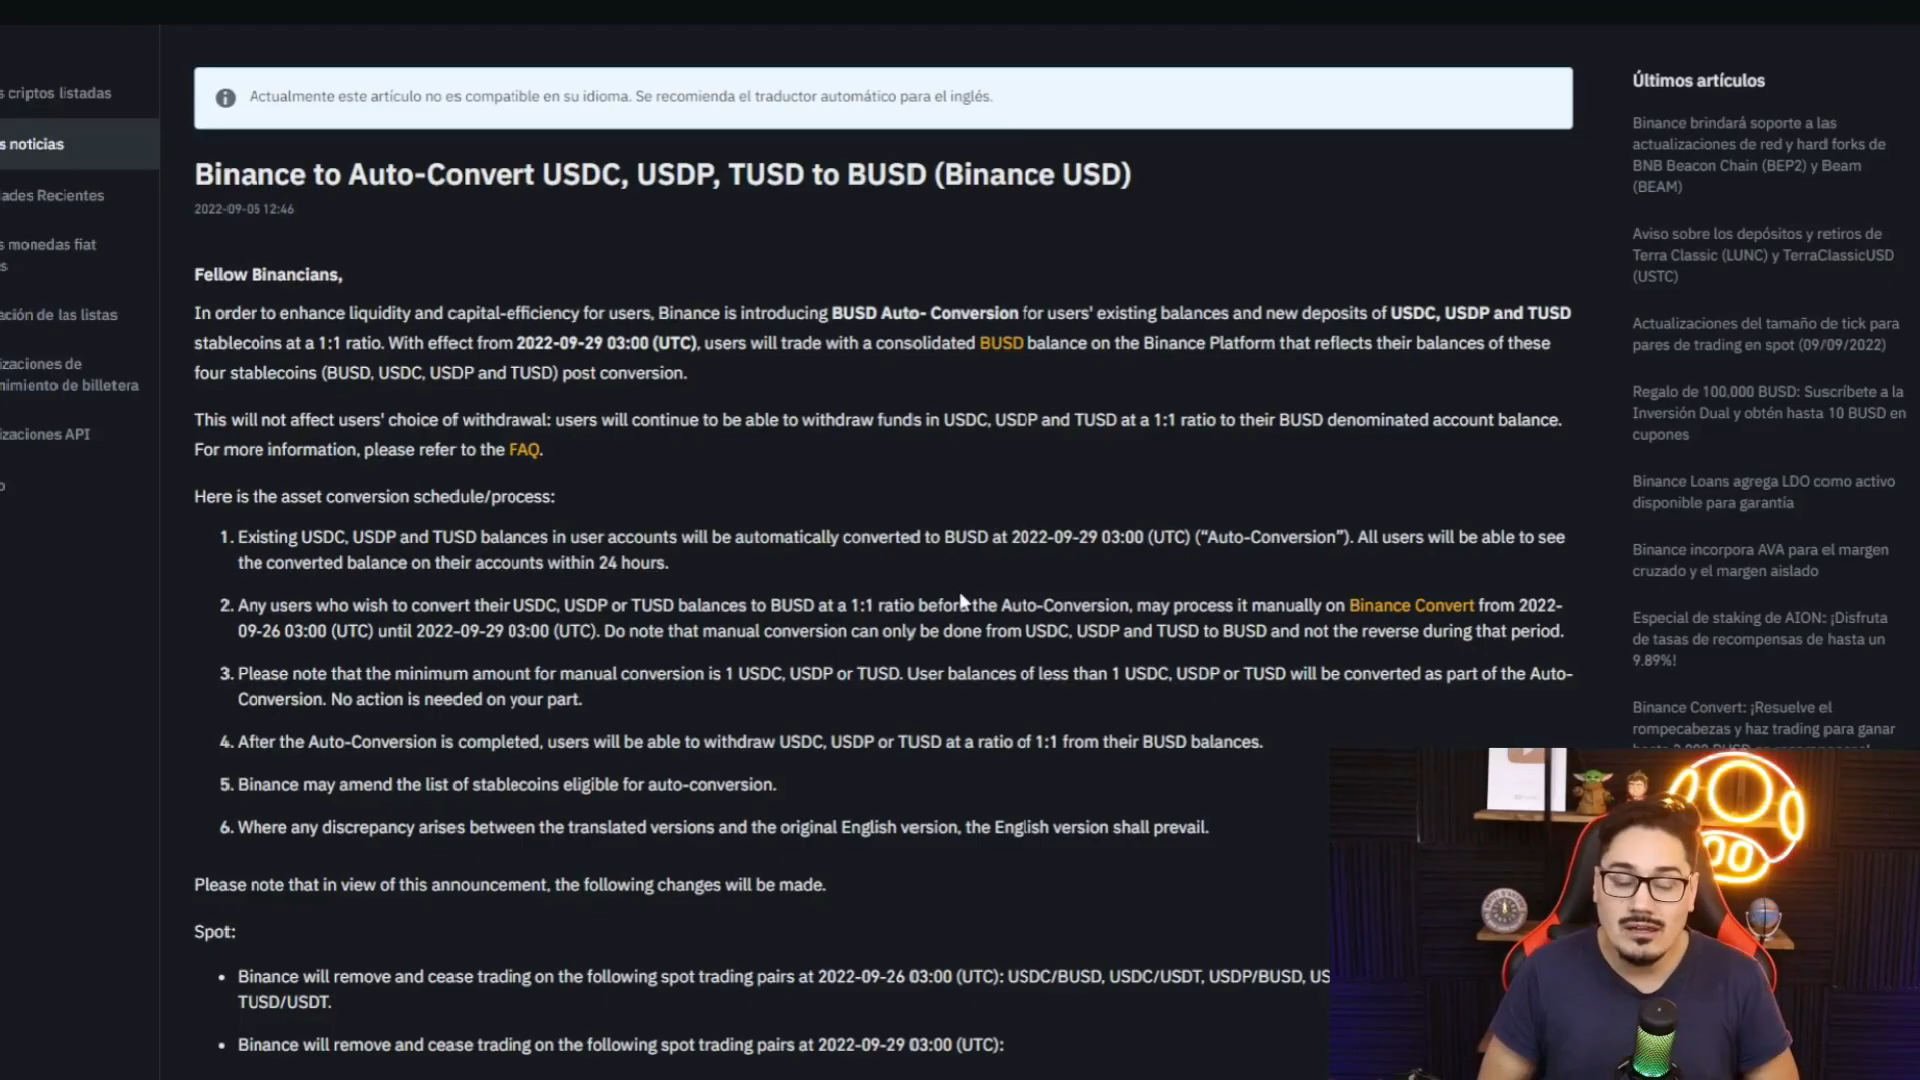 s criptos listadas
s noticias
ades Recientes
s monedas fiat
s
ación de las listas
izaciones de
nimiento de billetera
izaciones API
o
Actualmente este artículo no es compatible en su idioma. Se recomienda el traductor automático para el inglés.
Binance to Auto-Convert USDC, USDP, TUSD to BUSD (Binance USD)
2022-09-05 12:46
Fellow Binancians,
In order to enhance liquidity and capital-efficiency for users, Binance is introducing BUSD Auto- Conversion for users' existing balances and new deposits of USDC, USDP and TUSD
stablecoins at a 1:1 ratio. With effect from 2022-09-29 03:00 (UTC), users will trade with a consolidated BUSD balance on the Binance Platform that reflects their balances of these
four stablecoins (BUSD, USDC, USDP and TUSD) post conversion.
This will not affect users' choice of withdrawal: users will continue to be able to withdraw funds in USDC, USDP and TUSD at a 1:1 ratio to their BUSD denominated account balance.
For more information, please refer to the FAQ.
Here is the asset conversion schedule/process:
1. Existing USDC, USDP and TUSD balances in user accounts will be automatically converted to BUSD at 2022-09-29 03:00 (UTC) (“Auto-Conversion”). All users will be able to see
the converted balance on their accounts within 24 hours.
2. Any users who wish to convert their USDC, USDP or TUSD balances to BUSD at a 1:1 ratio before the Auto-Conversion, may process it manually on Binance Convert from 2022-
09-26 03:00 (UTC) until 2022-09-29 03:00 (UTC). Do note that manual conversion can only be done from USDC, USDP and TUSD to BUSD and not the reverse during that period.
3. Please note that the minimum amount for manual conversion is 1 USDC, USDP or TUSD. User balances of less than 1 USDC, USDP or TUSD will be converted as part of the Auto-
Conversion. No action is needed on your part.
4. After the Auto-Conversion is completed, users will be able to withdraw USDC, USDP or TUSD at a ratio of 1:1 from their BUSD balances.
5. Binance may amend the list of stablecoins eligible for auto-conversion.
6. Where any discrepancy arises between the translated versions and the original English version, the English version shall prevail.
Please note that in view of this announcement, the following changes will be made.
Spot:
• Binance will remove and cease trading on the following spot trading pairs at 2022-09-26 03:00 (UTC): USDC/BUSD, USDC/USDT, USDP/BUSD, US
TUSD/USDT.
• Binance will remove and cease trading on the following spot trading pairs at 2022-09-29 03:00 (UTC):
Últimos artículos
Binance brindará soporte a las
actualizaciones de red y hard forks de
BNB Beacon Chain (BEP2) y Beam
(BEAM)
Aviso sobre los depósitos y retiros de
Terra Classic (LUNC) y TerraClassicUSD
(USTC)
Actualizaciones del tamaño de tick para
pares de trading en spot (09/09/2022)
Regalo de 100,000 BUSD: Suscríbete a la
Inversión Dual y obtén hasta 10 BUSD en
cupones
Binance Loans agrega LDO como activo
disponible para garantía
Binance incorpora AVA para el margen
cruzado y el margen aislado
Especial de staking de AION: ¡Disfruta
de tasas de recompensas de hasta un
9.89%!
Binance Convert: ¡Resuelve el
rompecabezas y haz trading para ganar